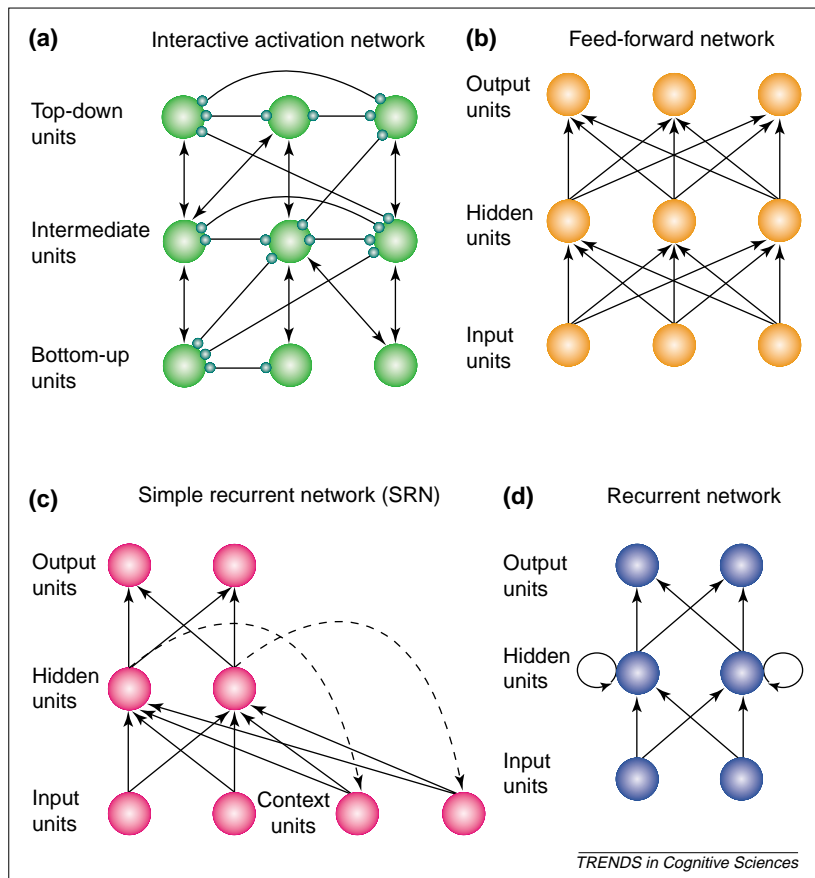 (a)
Interactive activation network
Top-down
units
Intermediate
units
Bottom-up
units
(b)
Feed-forward network
Output
units
Hidden
units
Input
units
(c)
Simple recurrent network (SRN)
Output
units
Hidden
units
Input
units
Context
units
(d)
Recurrent network
Output
units
Hidden
units
Input
units
TRENDS in Cognitive Sciences